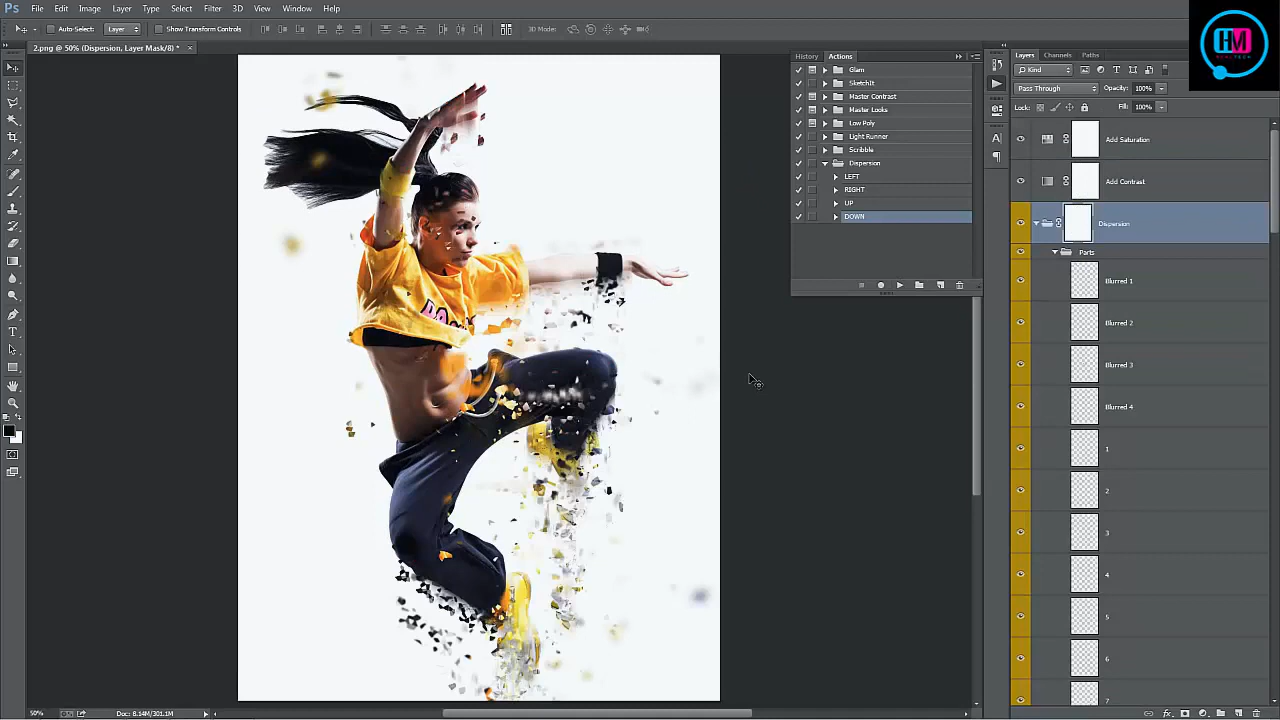 Ps File Edit Image Layer Type Select Filter 3D View Window Help
Auto-Select: Layer Show Transform Controls 3D Mode:
2.png @ 50% (Dispersion, Layer Mask/8) *
HM
History Actions
Glam
SketchIt
Master Contrast
Master Looks
Low Poly
Light Runner
Scribble
Dispersion
LEFT
RIGHT
UP
DOWN
Layers Channels Paths
Kind
Pass Through Opacity: 100%
Lock: Fill: 100%
Add Saturation
Add Contrast
Dispersion
Parts
Blurred 1
Blurred 2
Blurred 3
Blurred 4
1
2
3
4
5
6
7
50% Doc: 8.14M/301.1M